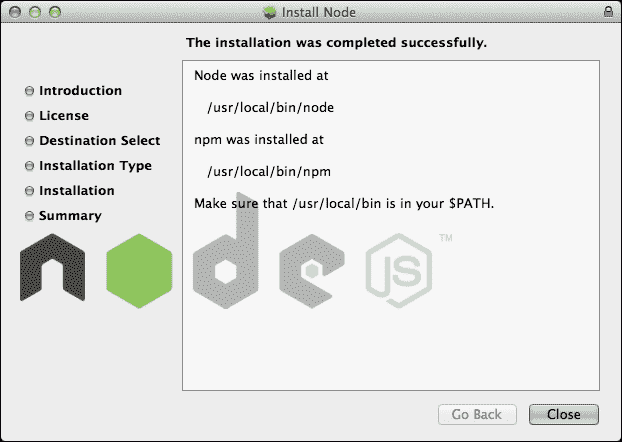 Install Node
The installation was completed successfully.
Introduction
License
Destination Select
Installation Type
Installation
Summary
Node was installed at
/usr/local/bin/node
npm was installed at
/usr/local/bin/npm
Make sure that /usr/local/bin is in your $PATH.
node
JS
TM
Go Back
Close